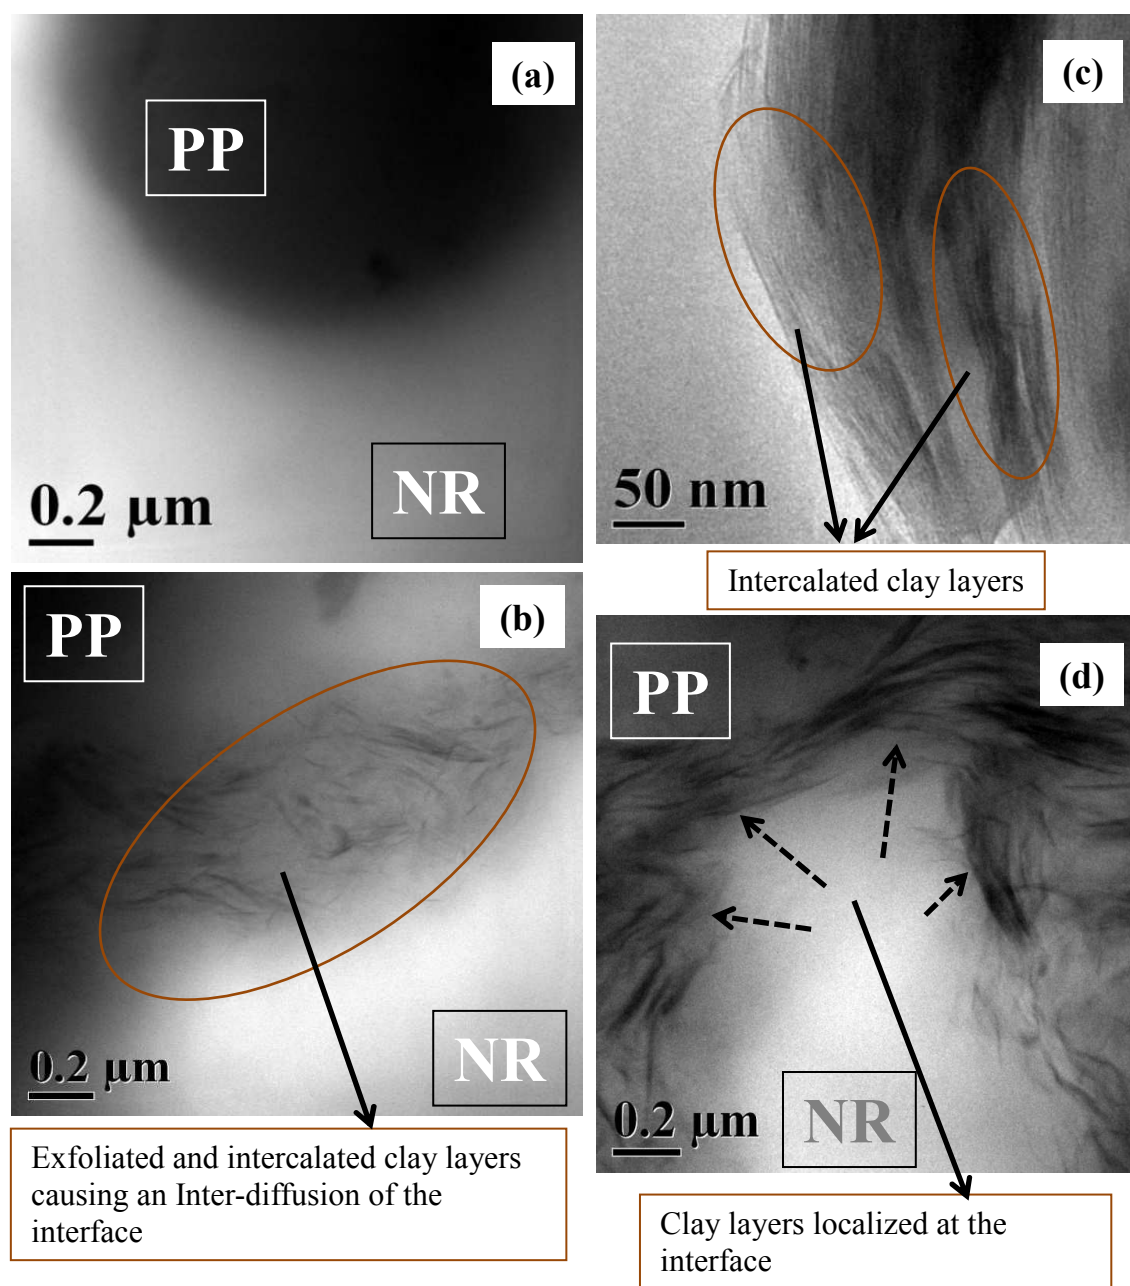 (a)
PP
NR
0.2 μm
(c)
50 nm
Intercalated clay layers
PP
(b)
NR
0.2 μm
Exfoliated and intercalated clay layers
causing an Inter-diffusion of the
interface
(d)
PP
NR
0.2 μm
Clay layers localized at the
interface